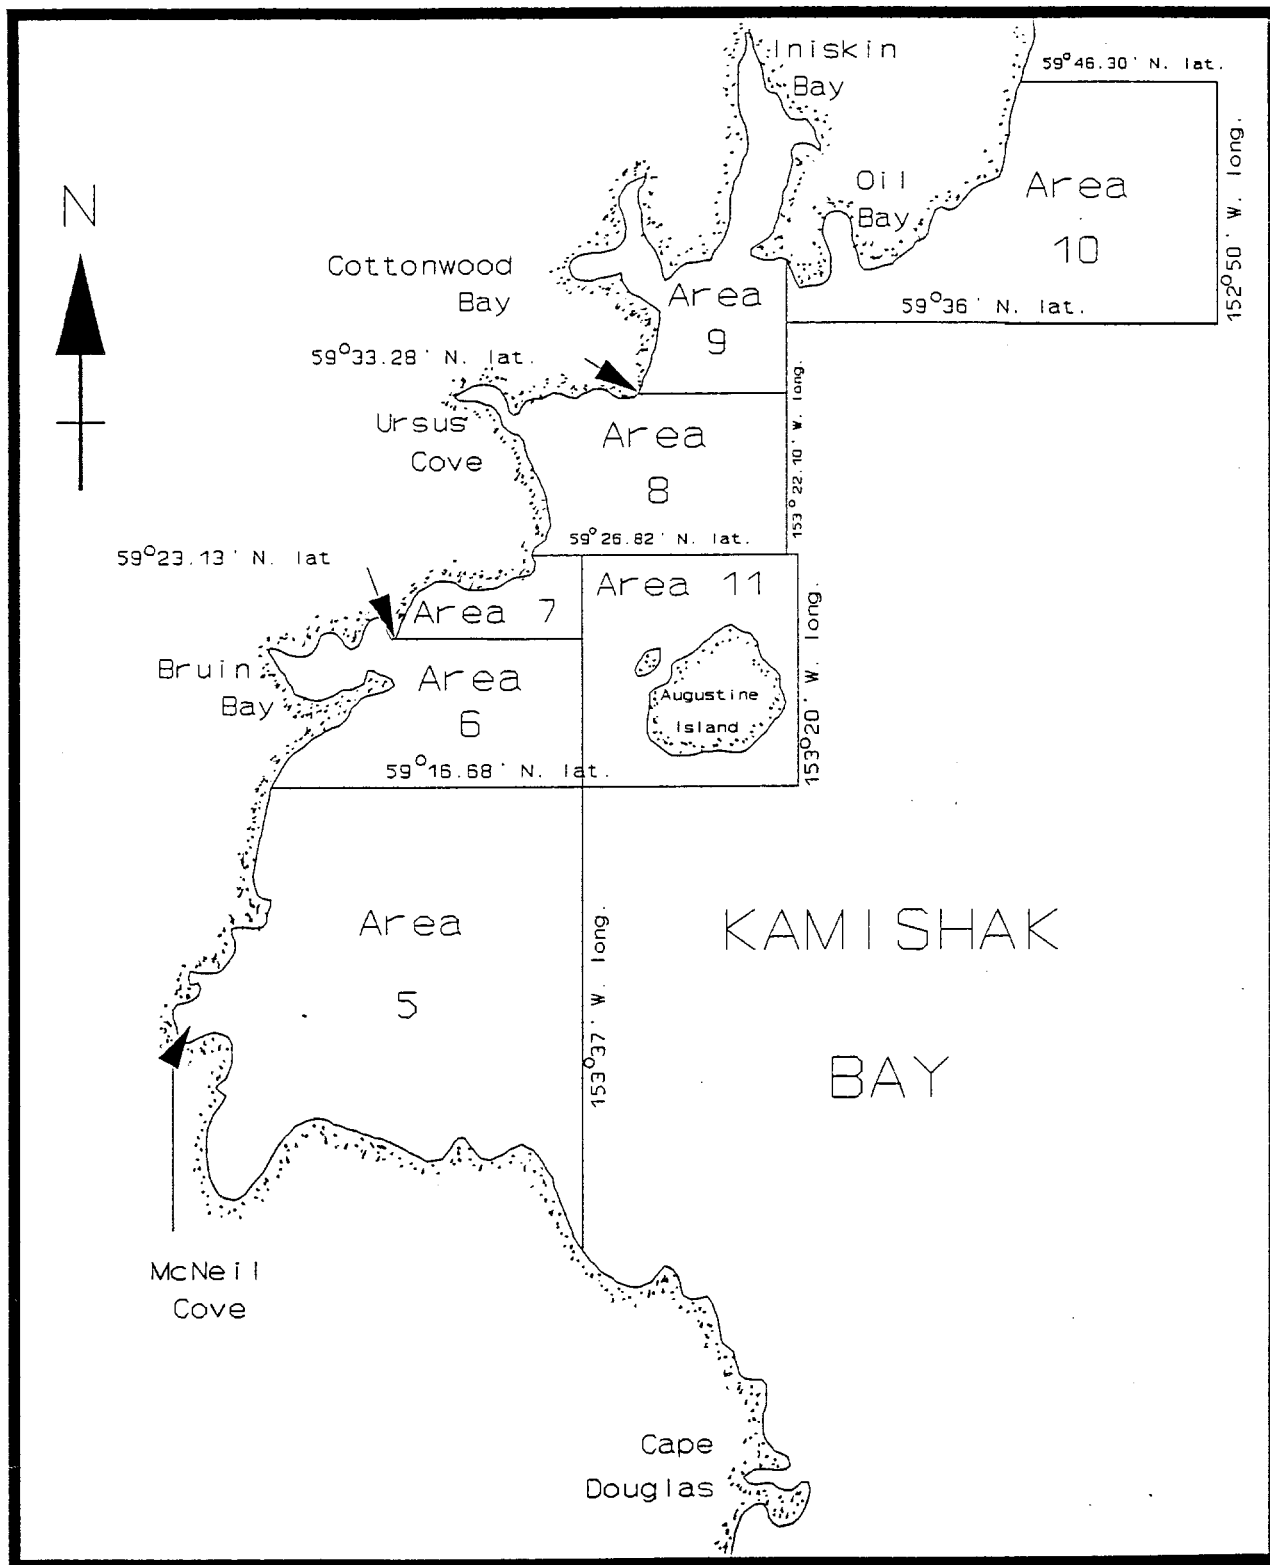 Iniskin
Bay
59°46.30' N. lat.
N
Oil
Bay
Area
10
152°50' W. long.
Cottonwood
Bay
Area
9
59°36' N. lat.
59°33.28' N. lat.
Ursus
Cove
Area
8
153°22.10' W. long.
59°26.82' N. lat.
59°23.13' N. lat
Area 11
Area 7
Bruin
Bay
Area
6
Augustine
Island
153°20' W. long.
59°16.68' N. lat.
Area
5
153°37' W. long.
KAMISHAK
BAY
McNeil
Cove
Cape
Douglas